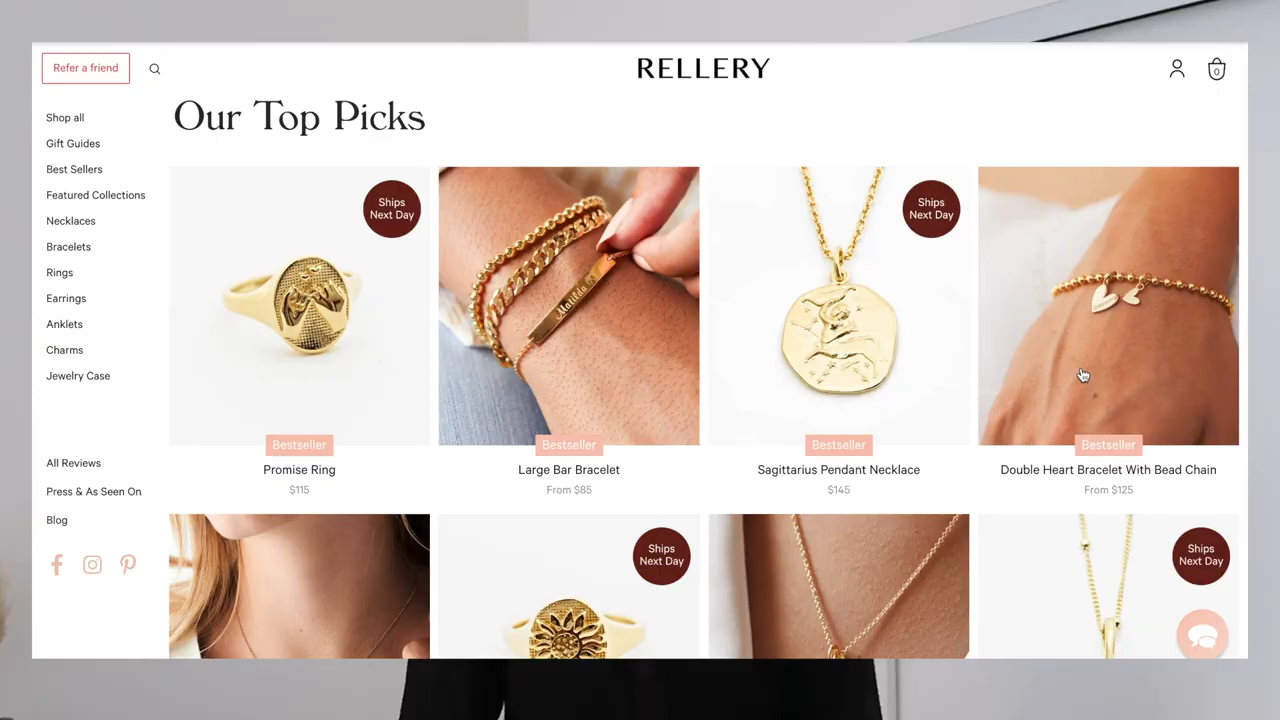 Refer a friend
RELLERY
0
Shop all
Gift Guides
Best Sellers
Featured Collections
Necklaces
Bracelets
Rings
Earrings
Anklets
Charms
Jewelry Case
All Reviews
Press & As Seen On
Blog
Our Top Picks
Ships
Next Day
Bestseller
Promise Ring
$115
Matilda
Bestseller
Large Bar Bracelet
From $85
Ships
Next Day
Bestseller
Sagittarius Pendant Necklace
$145
Bestseller
Double Heart Bracelet With Bead Chain
From $125
Ships
Next Day
Ships
Next Day